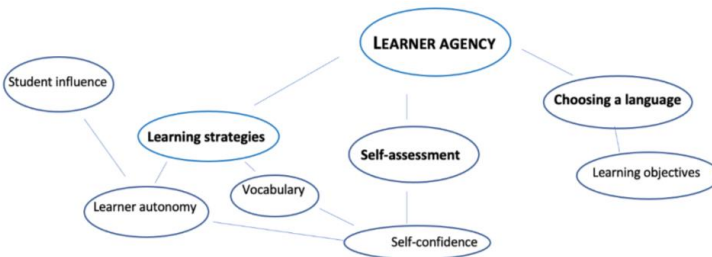 LEARNER AGENCY
Student influence
Choosing a language
Learning strategies
Self-assessment
Learning objectives
Vocabulary
Learner autonomy
Self-confidence